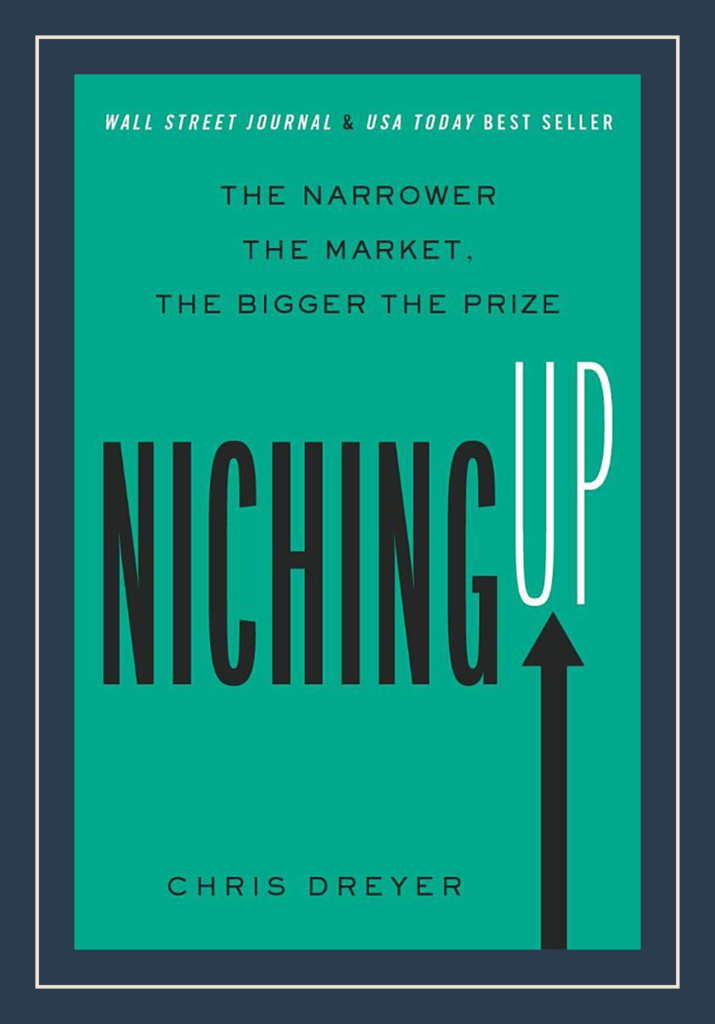 WALL STREET JOURNAL & USA TODAY BEST SELLER
THE NARROWER
THE MARKET,
THE BIGGER THE PRIZE
NICHING UP
CHRIS DREYER